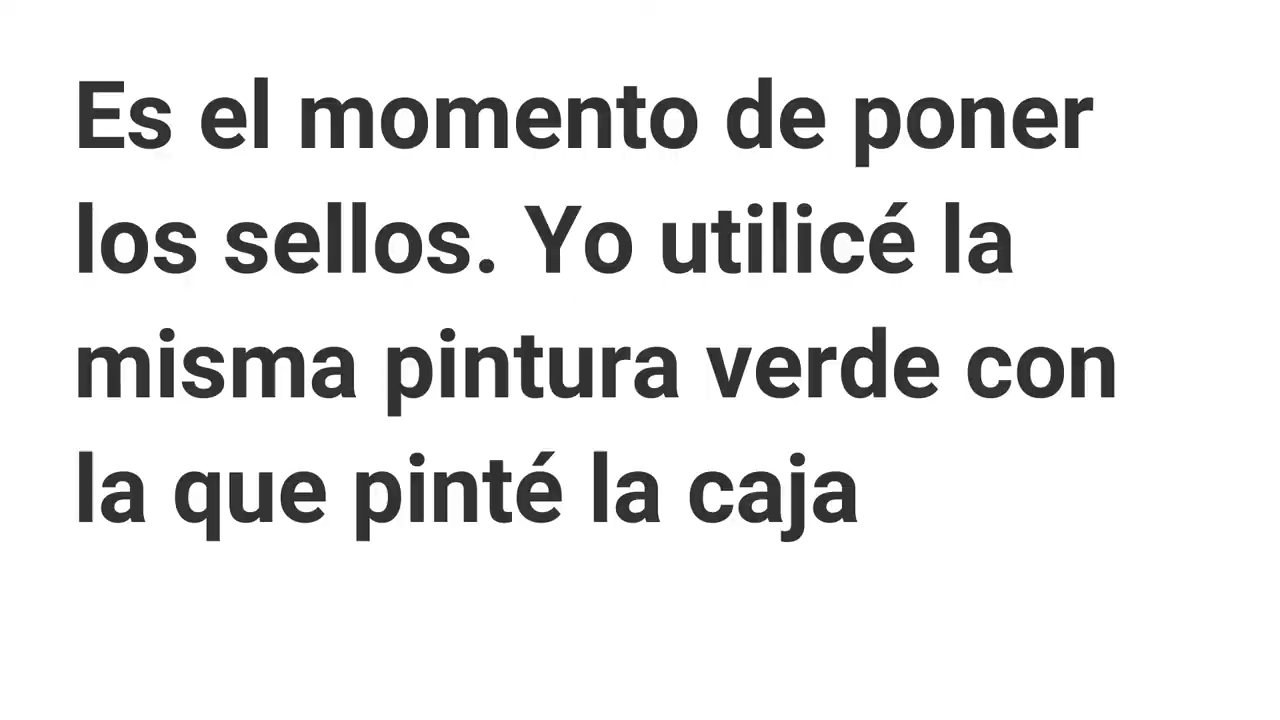 Es el momento de poner
los sellos. Yo utilicé la
misma pintura verde con
la que pinté la caja